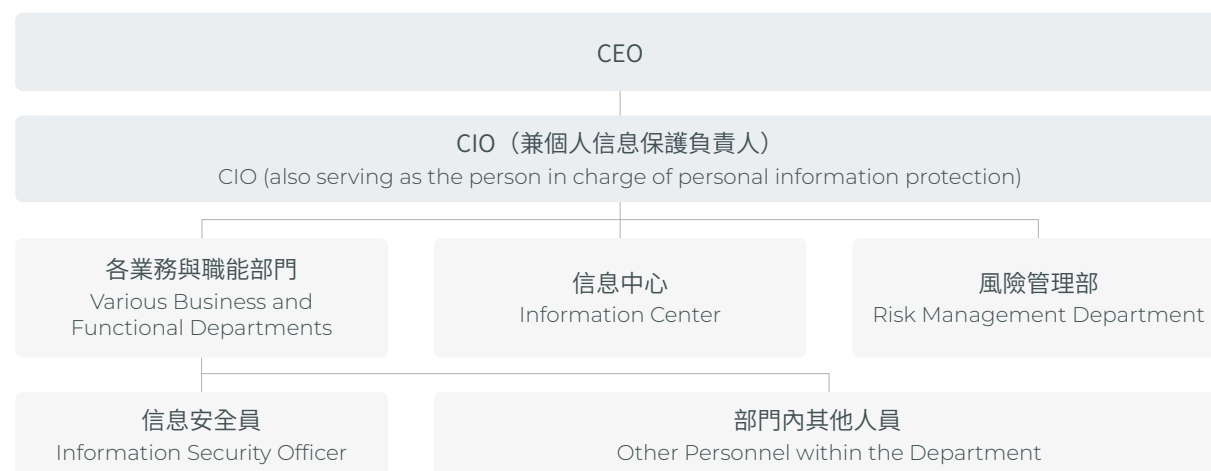 CEO
CIO（兼個人信息保護負責人）
CIO (also serving as the person in charge of personal information protection)
各業務與職能部門
Various Business and
Functional Departments
信息中心
Information Center
風險管理部
Risk Management Department
信息安全員
Information Security Officer
部門內其他人員
Other Personnel within the Department